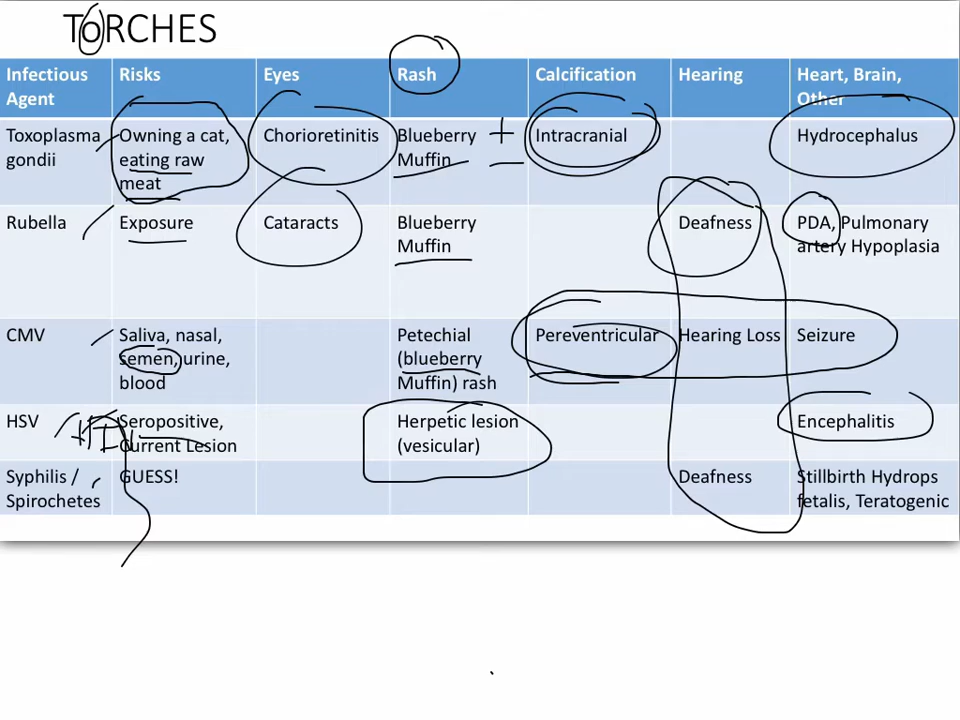 ToRCHES
Infectious Agent Risks Eyes Rash Calcification Hearing Heart, Brain, Other
Toxoplasma gondii Owning a cat, eating raw meat Chorioretinitis Blueberry Muffin + Intracranial Hydrocephalus
Rubella Exposure Cataracts Blueberry Muffin Deafness PDA, Pulmonary artery Hypoplasia
CMV Saliva, nasal, semen, urine, blood Petechial (blueberry Muffin) rash Pereventricular Hearing Loss Seizure
HSV Seropositive, Current Lesion Herpetic lesion (vesicular) Encephalitis
Syphilis / Spirochetes GUESS! Deafness Stillbirth Hydrops fetalis, Teratogenic